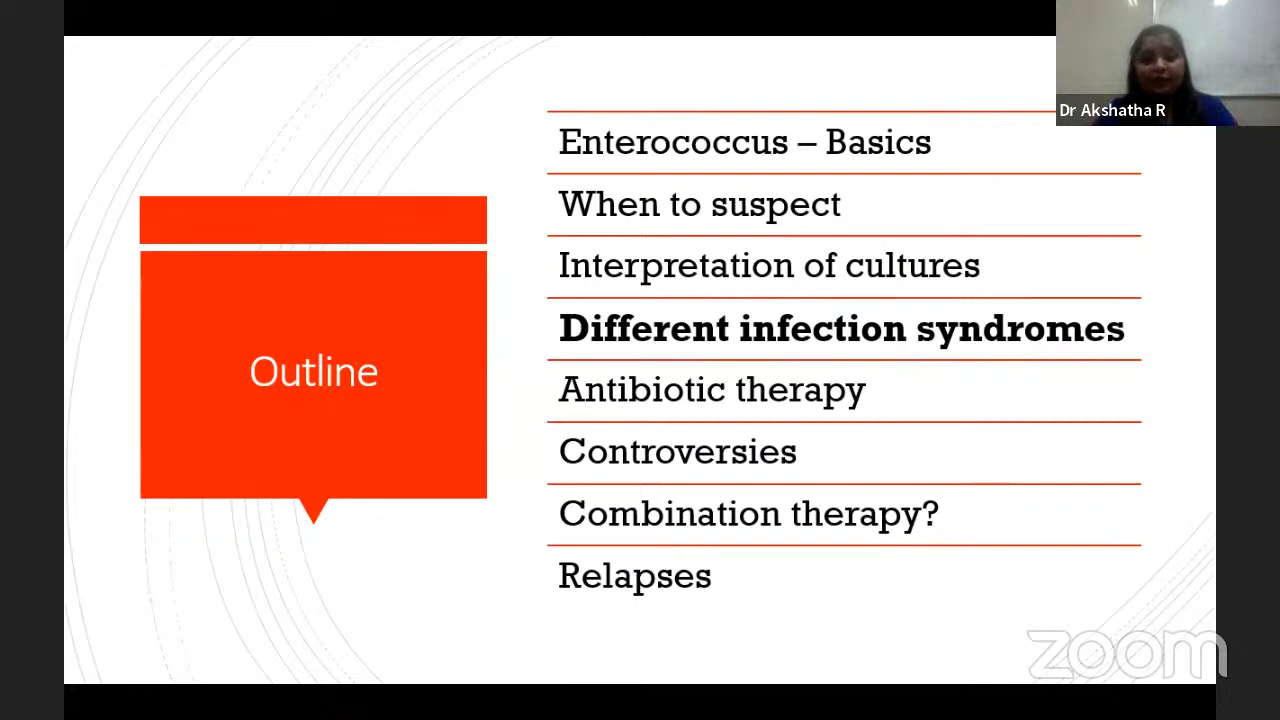 Dr Akshatha R
Enterococcus – Basics
When to suspect
Interpretation of cultures
Different infection syndromes
Antibiotic therapy
Controversies
Combination therapy?
Relapses
Outline
zoom